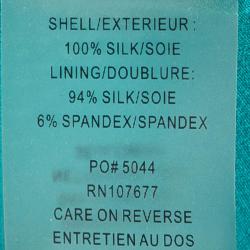 SHELL/EXTERIEUR :
100% SILK/SOIE
LINING/DOUBLURE:
94% SILK/SOIE
6% SPANDEX/SPANDEX
PO# 5044
RN107677
CARE ON REVERSE
ENTRETIEN AU DOS